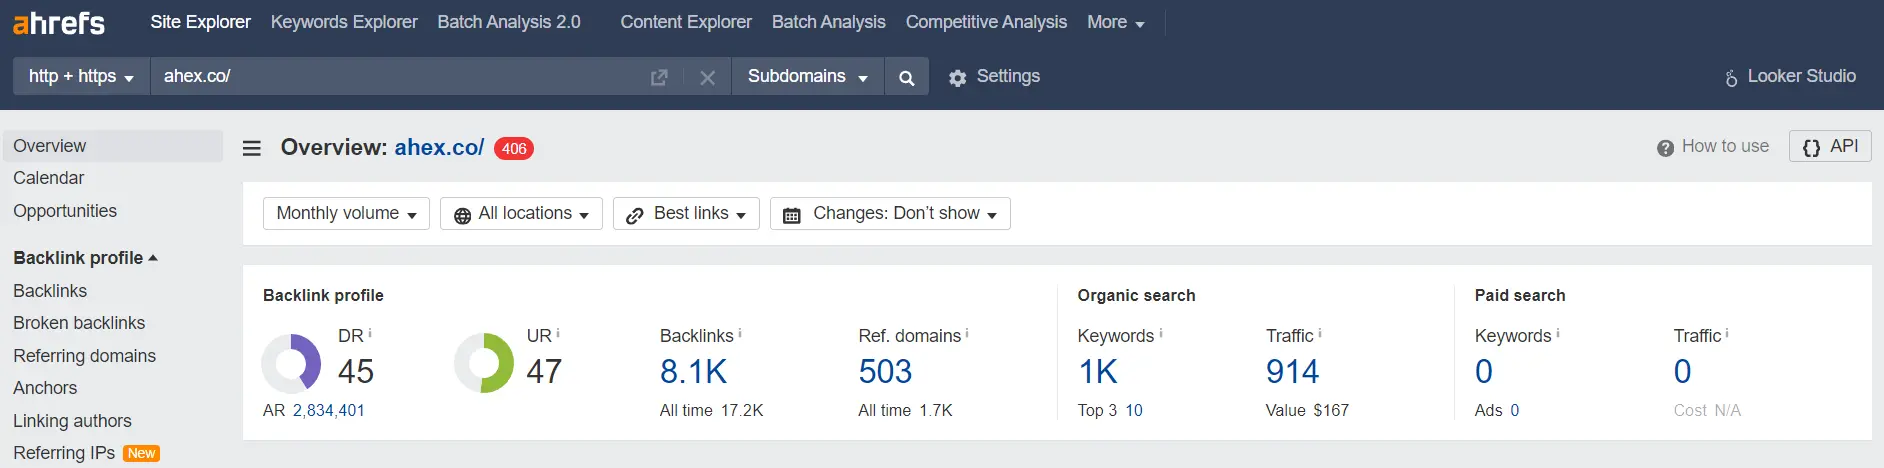 ahrefs Site Explorer Keywords Explorer Batch Analysis 2.0 Content Explorer Batch Analysis Competitive Analysis More
http + https ahex.co/ Subdomains Settings Looker Studio
Overview
Calendar
Opportunities
Backlink profile
Backlinks
Broken backlinks
Referring domains
Anchors
Linking authors
Referring IPs New
Overview: ahex.co/ 406 How to use {} API
Monthly volume All locations Best links Changes: Don't show
Backlink profile
DR i UR i Backlinks i Ref. domains i
45 47 8.1K 503
AR 2,834,401 All time 17.2K All time 1.7K
Organic search
Keywords i Traffic i
1K 914
Top 3 10 Value $167
Paid search
Keywords i Traffic i
0 0
Ads 0 Cost N/A